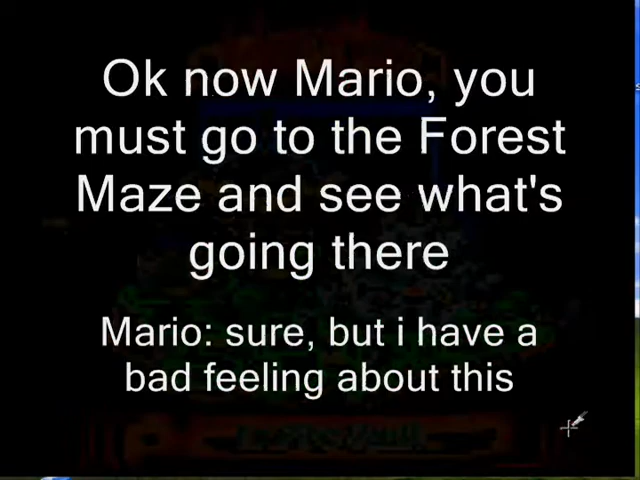 Ok now Mario, you
must go to the Forest
Maze and see what's
going there
Mario: sure, but i have a
bad feeling about this